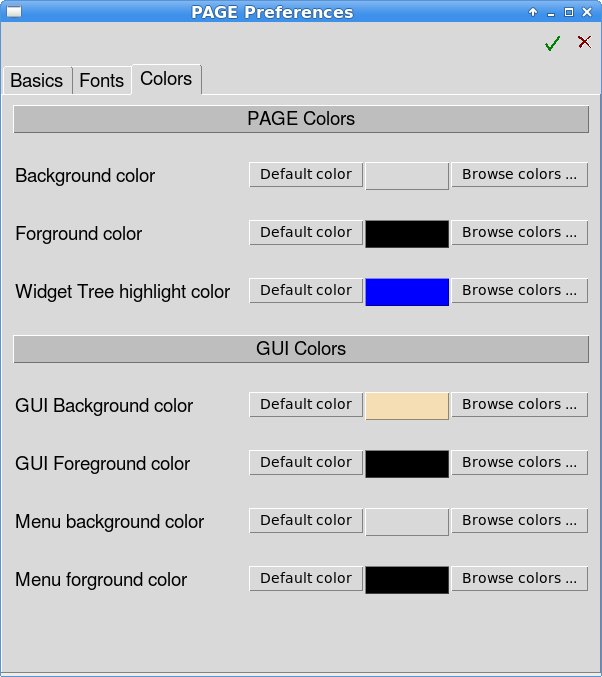 PAGE Preferences
Basics Fonts Colors
PAGE Colors
Background color Default color Browse colors ...
Forground color Default color Browse colors ...
Widget Tree highlight color Default color Browse colors ...
GUI Colors
GUI Background color Default color Browse colors ...
GUI Foreground color Default color Browse colors ...
Menu background color Default color Browse colors ...
Menu forground color Default color Browse colors ...